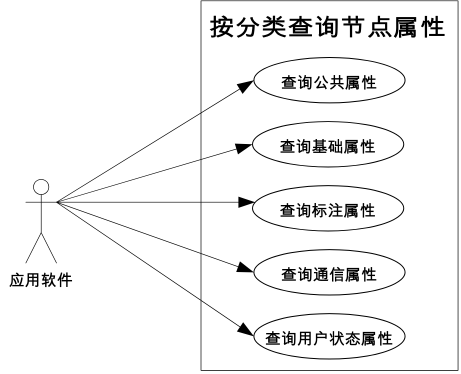 按分类查询节点属性
查询公共属性
查询基础属性
查询标注属性
查询通信属性
查询用户状态属性
应用软件